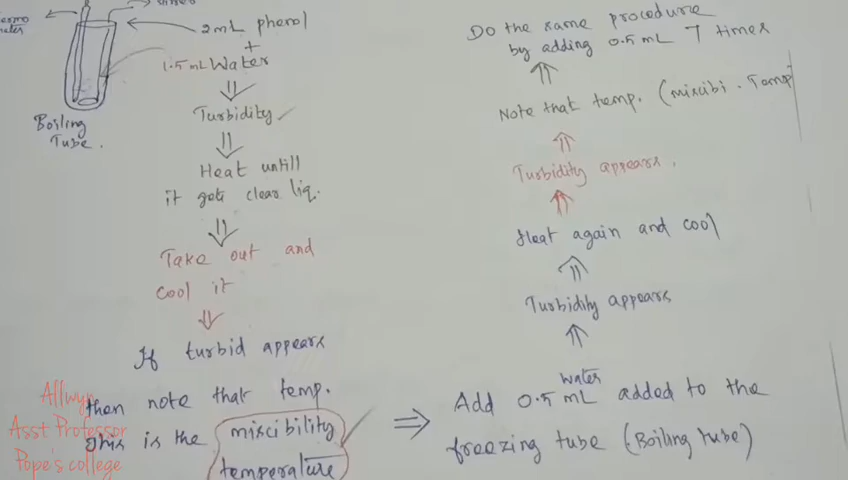 2mL phenol
+
1.5mL Water
Boiling
Tube.
Turbidity
Heat untill
it gets clear liq.
Take out and
cool it
If turbid appears
then note that temp.
this is the miscibility
temperature
Allwyn
Asst Professor
Pope's college
Add 0.5 mL water added to the
freezing tube (Boiling tube)
Turbidity appears
Heat again and cool
Turbidity appears.
Note that temp. (miscibi. Temp
Do the same procedure
by adding 0.5 mL 7 times